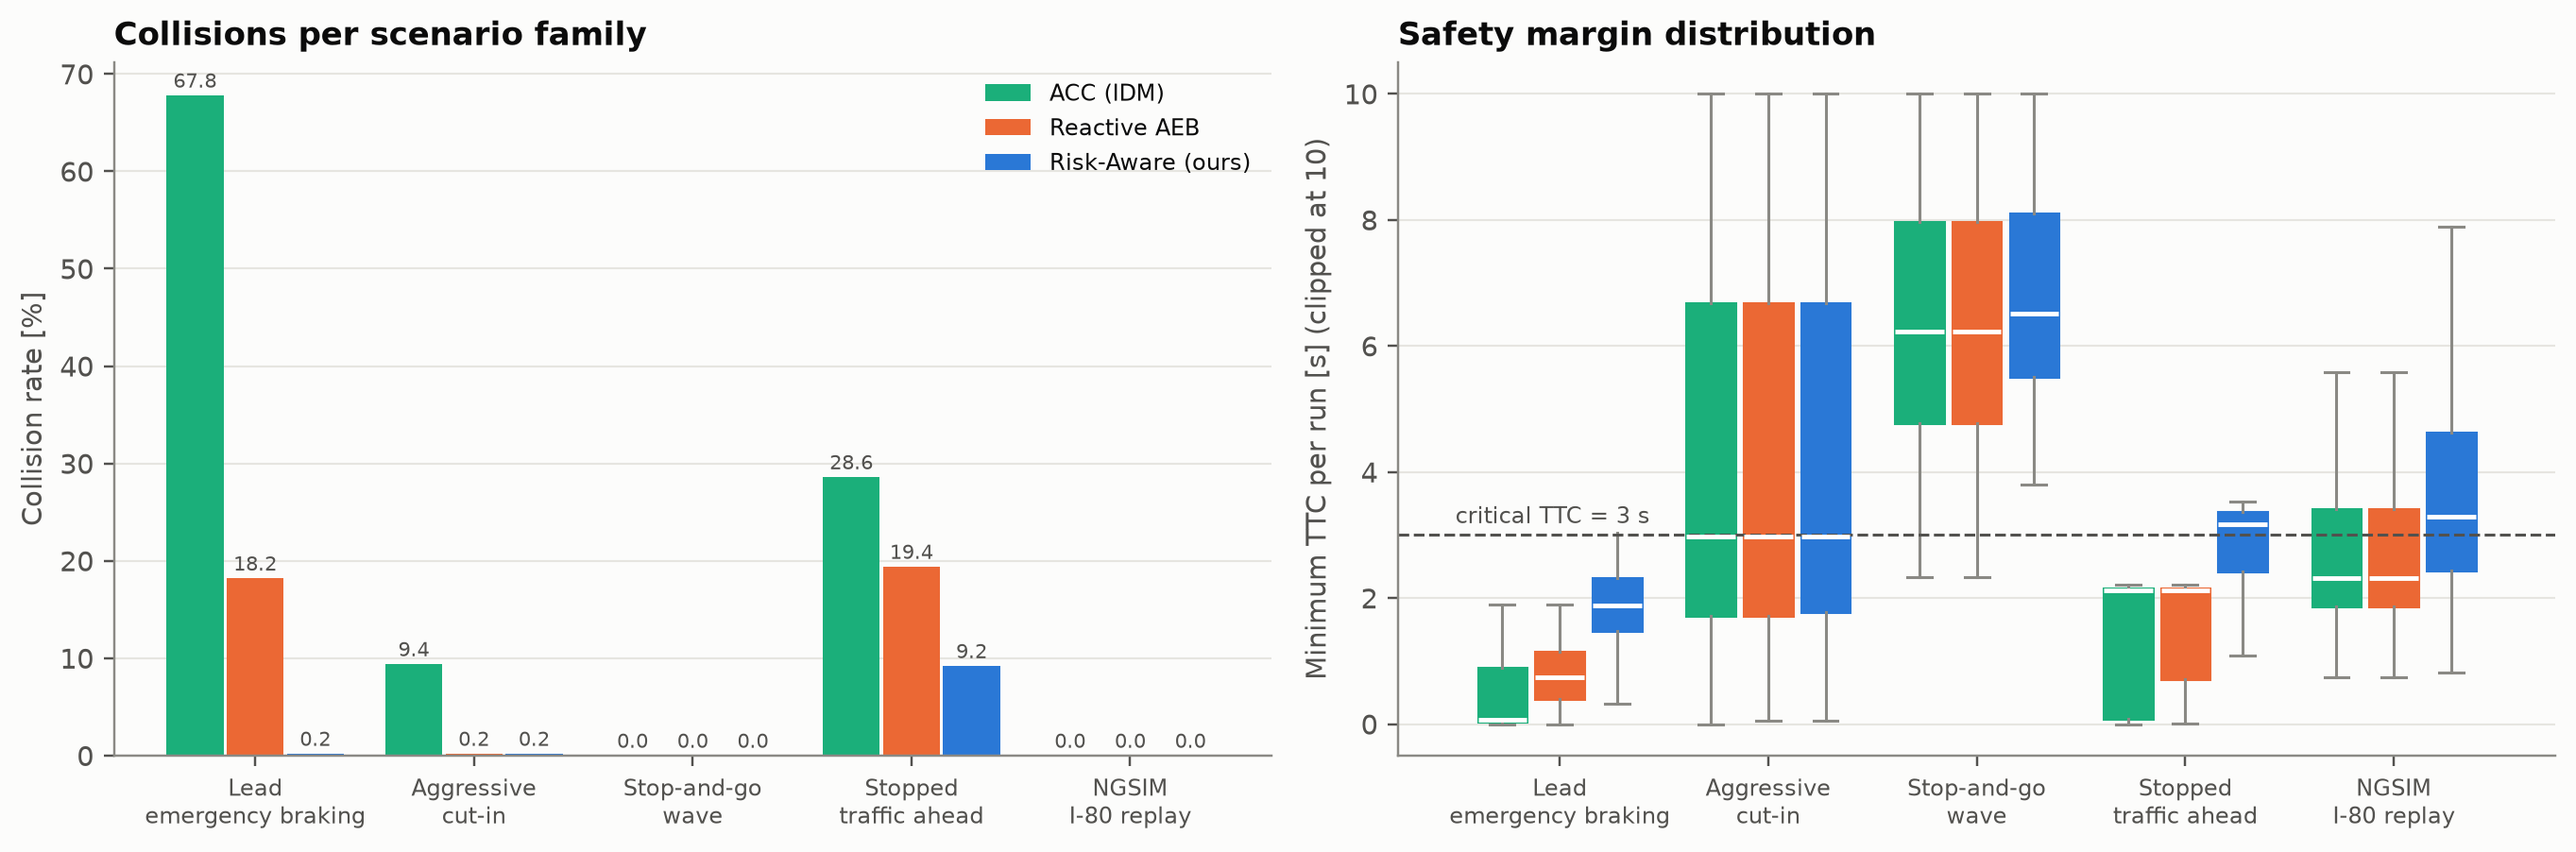 Collisions per scenario family
Collision rate [%]
70
60
50
40
30
20
10
0
67.8
18.2
0.2
9.4
0.2
0.2
0.0
0.0
0.0
28.6
19.4
9.2
0.0
0.0
0.0
ACC (IDM)
Reactive AEB
Risk-Aware (ours)
Lead
emergency braking
Aggressive
cut-in
Stop-and-go
wave
Stopped
traffic ahead
NGSIM
I-80 replay
Safety margin distribution
Minimum TTC per run [s] (clipped at 10)
10
8
6
4
2
0
critical TTC = 3 s
Lead
emergency braking
Aggressive
cut-in
Stop-and-go
wave
Stopped
traffic ahead
NGSIM
I-80 replay